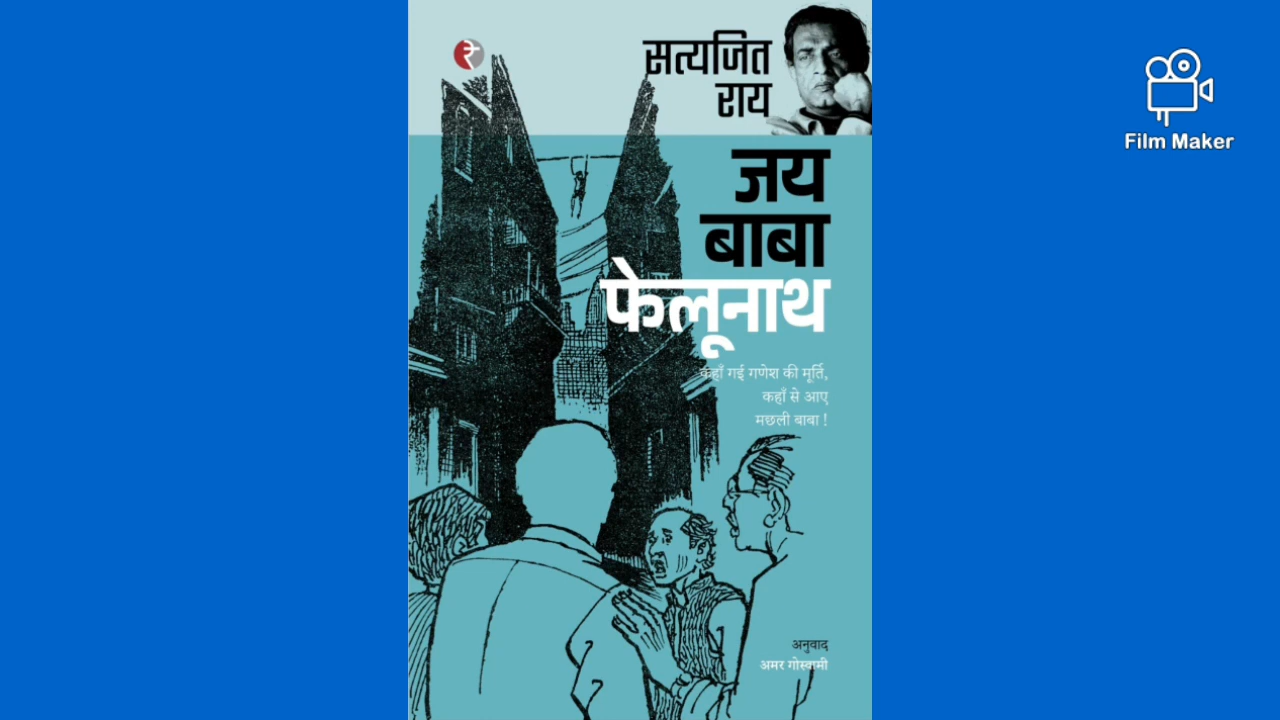 सत्यजित
राय
जय
बाबा
फेलूनाथ
कहाँ गई गणेश की मूर्ति,
कहाँ से आए
मछली बाबा !
अनुवाद
अमर गोस्वामी
Film Maker